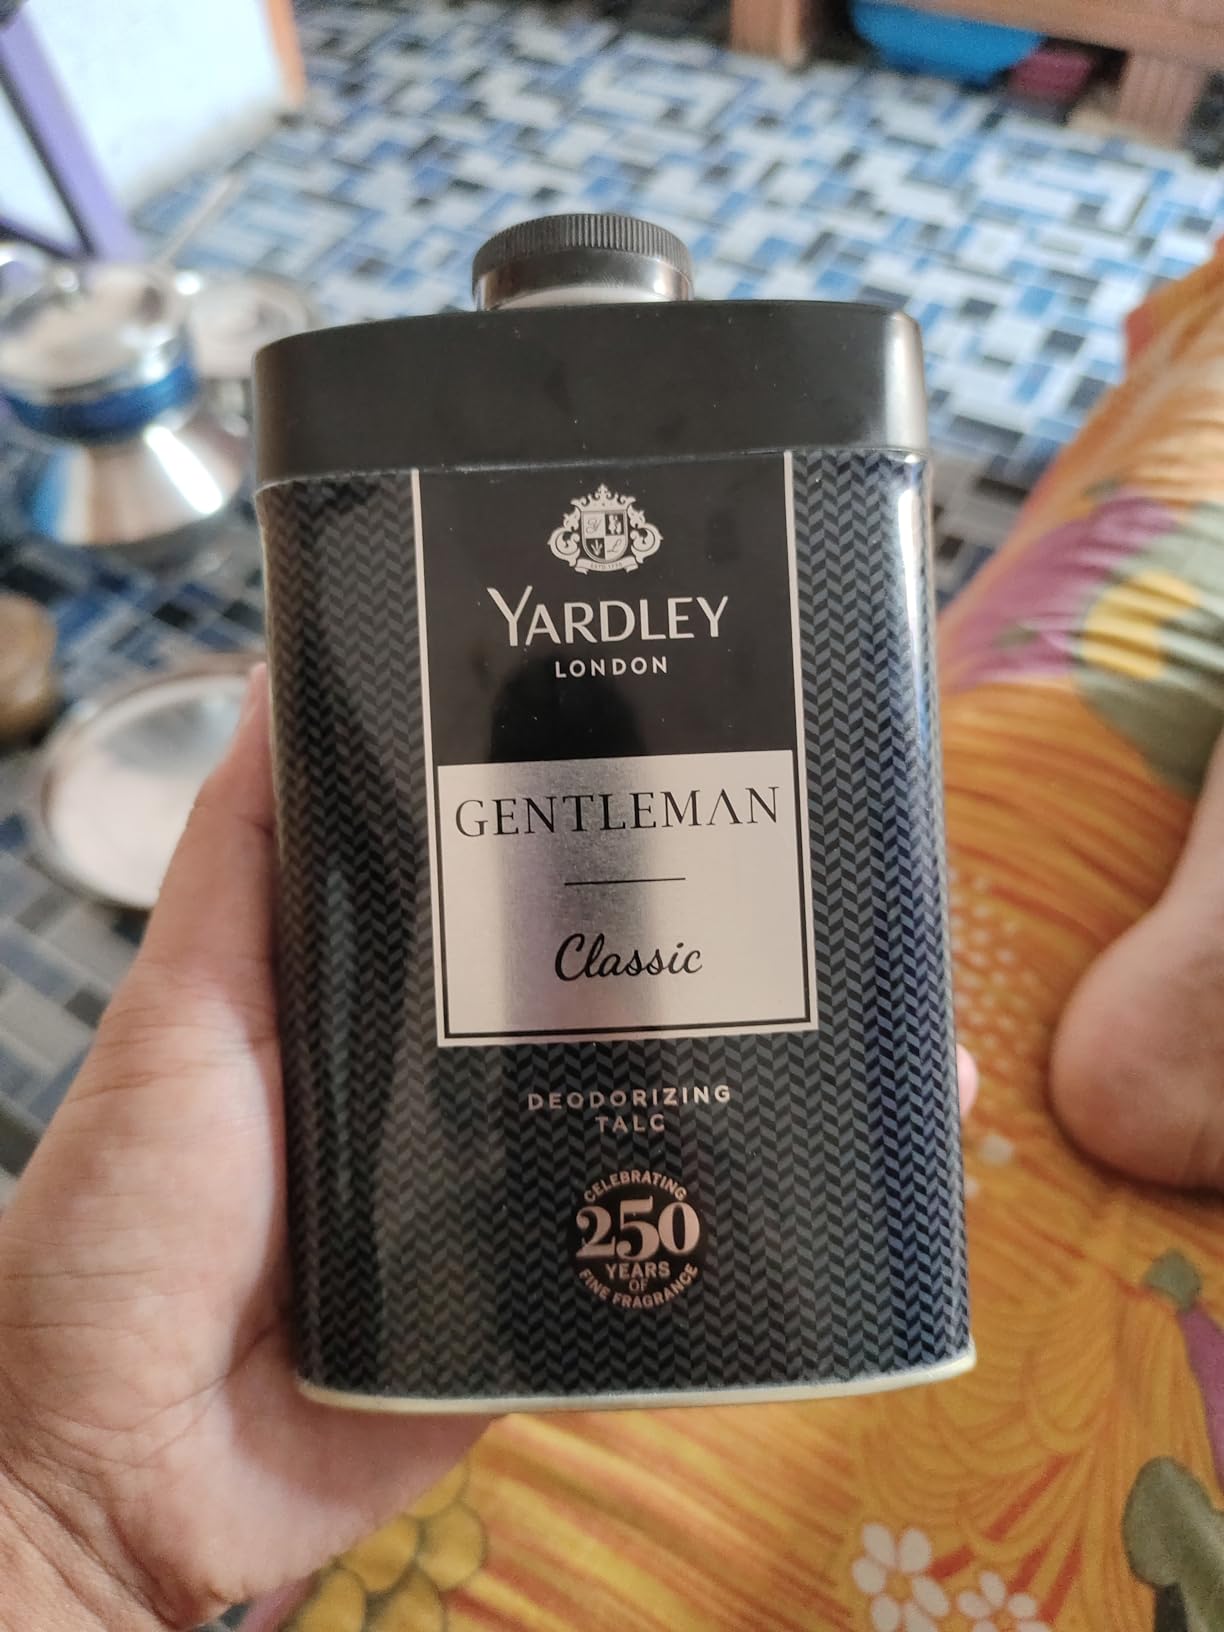 YARDLEY
LONDON
GENTLEMAN
Classic
DEODORIZING
TALC
CELEBRATING
250
YEARS
OF
FINE FRAGRANCE